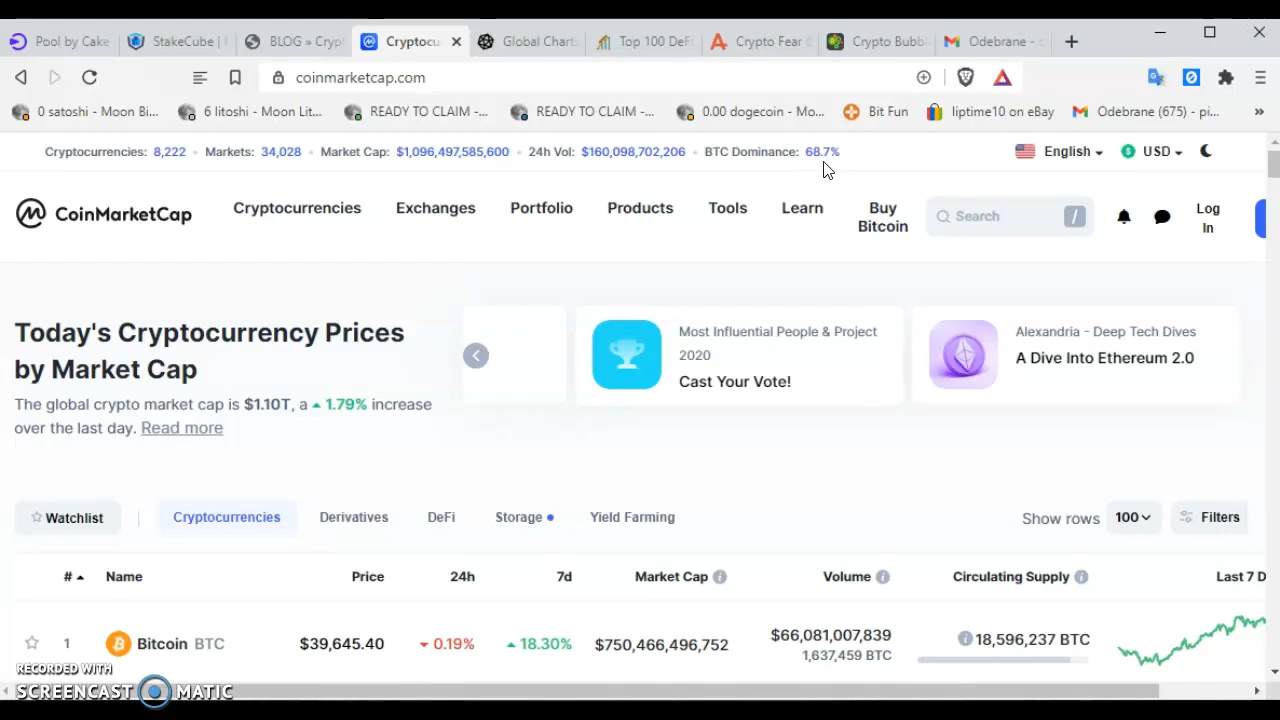 Pool by Cake
StakeCube |
BLOG » Crypt
Cryptocu
Global Chart
Top 100 DeFi
Crypto Fear
Crypto Bubbl
Odebrane -
coinmarketcap.com
0 satoshi - Moon Bi...
6 litoshi - Moon Lit...
READY TO CLAIM -...
READY TO CLAIM -...
0.00 dogecoin - Mo...
Bit Fun
liptime10 on eBay
Odebrane (675) - pi...
»
Cryptocurrencies: 8,222
Markets: 34,028
Market Cap: $1,096,497,585,600
24h Vol: $160,098,702,206
BTC Dominance: 68.7%
English
USD
CoinMarketCap
Cryptocurrencies
Exchanges
Portfolio
Products
Tools
Learn
Buy
Bitcoin
Search
/
Log
In
Today's Cryptocurrency Prices
by Market Cap
The global crypto market cap is $1.10T, a 1.79% increase
over the last day. Read more
Most Influential People & Project
2020
Cast Your Vote!
Alexandria - Deep Tech Dives
A Dive Into Ethereum 2.0
Watchlist
Cryptocurrencies
Derivatives
DeFi
Storage
Yield Farming
Show rows
100
Filters
#
Name
Price
24h
7d
Market Cap
Volume
Circulating Supply
Last 7 D
1
Bitcoin BTC
$39,645.40
0.19%
18.30%
$750,466,496,752
$66,081,007,839
1,637,459 BTC
18,596,237 BTC
RECORDED WITH
SCREENCAST MATIC